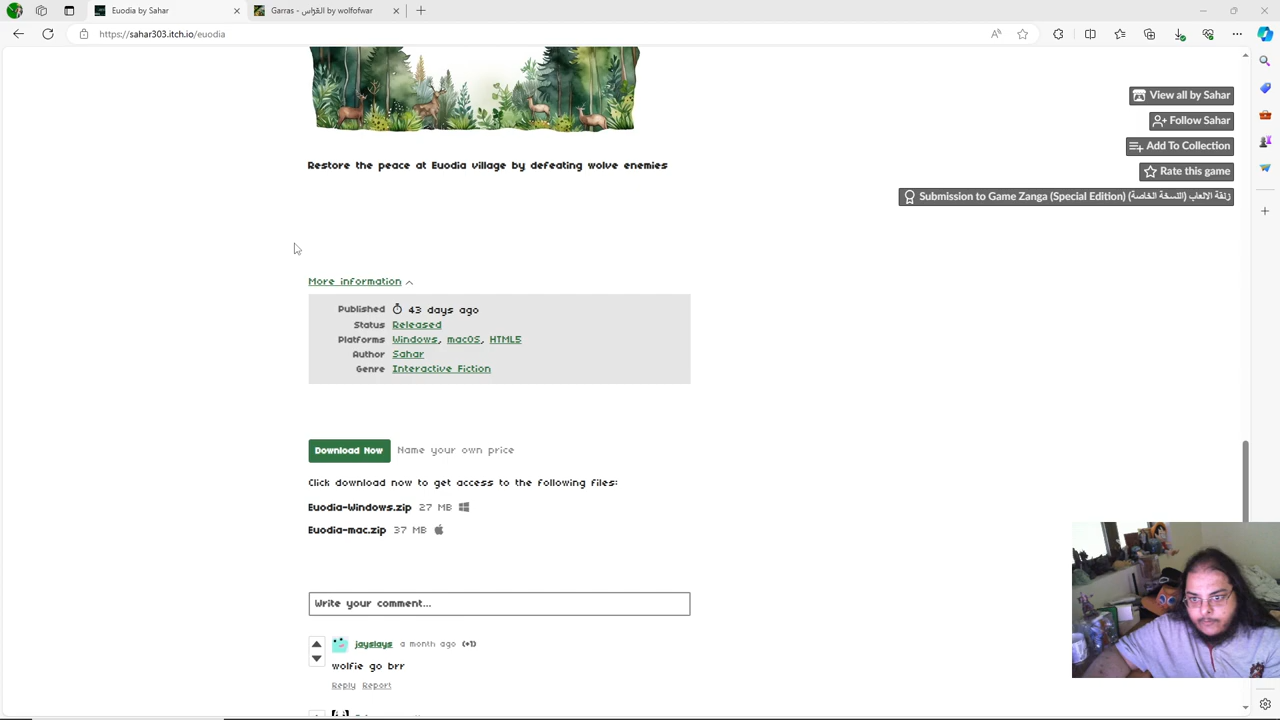 Euodia by Sahar
Garras - الغرّاس by wolfofwar
https://sahar303.itch.io/euodia
View all by Sahar
Follow Sahar
Add To Collection
Rate this game
Submission to Game Zanga (Special Edition) زنقة الالعاب (النسخة الخاصة)
Restore the peace at Euodia village by defeating wolve enemies
More information
Published 43 days ago
Status Released
Platforms Windows, macOS, HTML5
Author Sahar
Genre Interactive Fiction
Download Now Name your own price
Click download now to get access to the following files:
Euodia-Windows.zip 27 MB
Euodia-mac.zip 37 MB
Write your comment...
jayslays a month ago (+1)
wolfie go brr
Reply Report